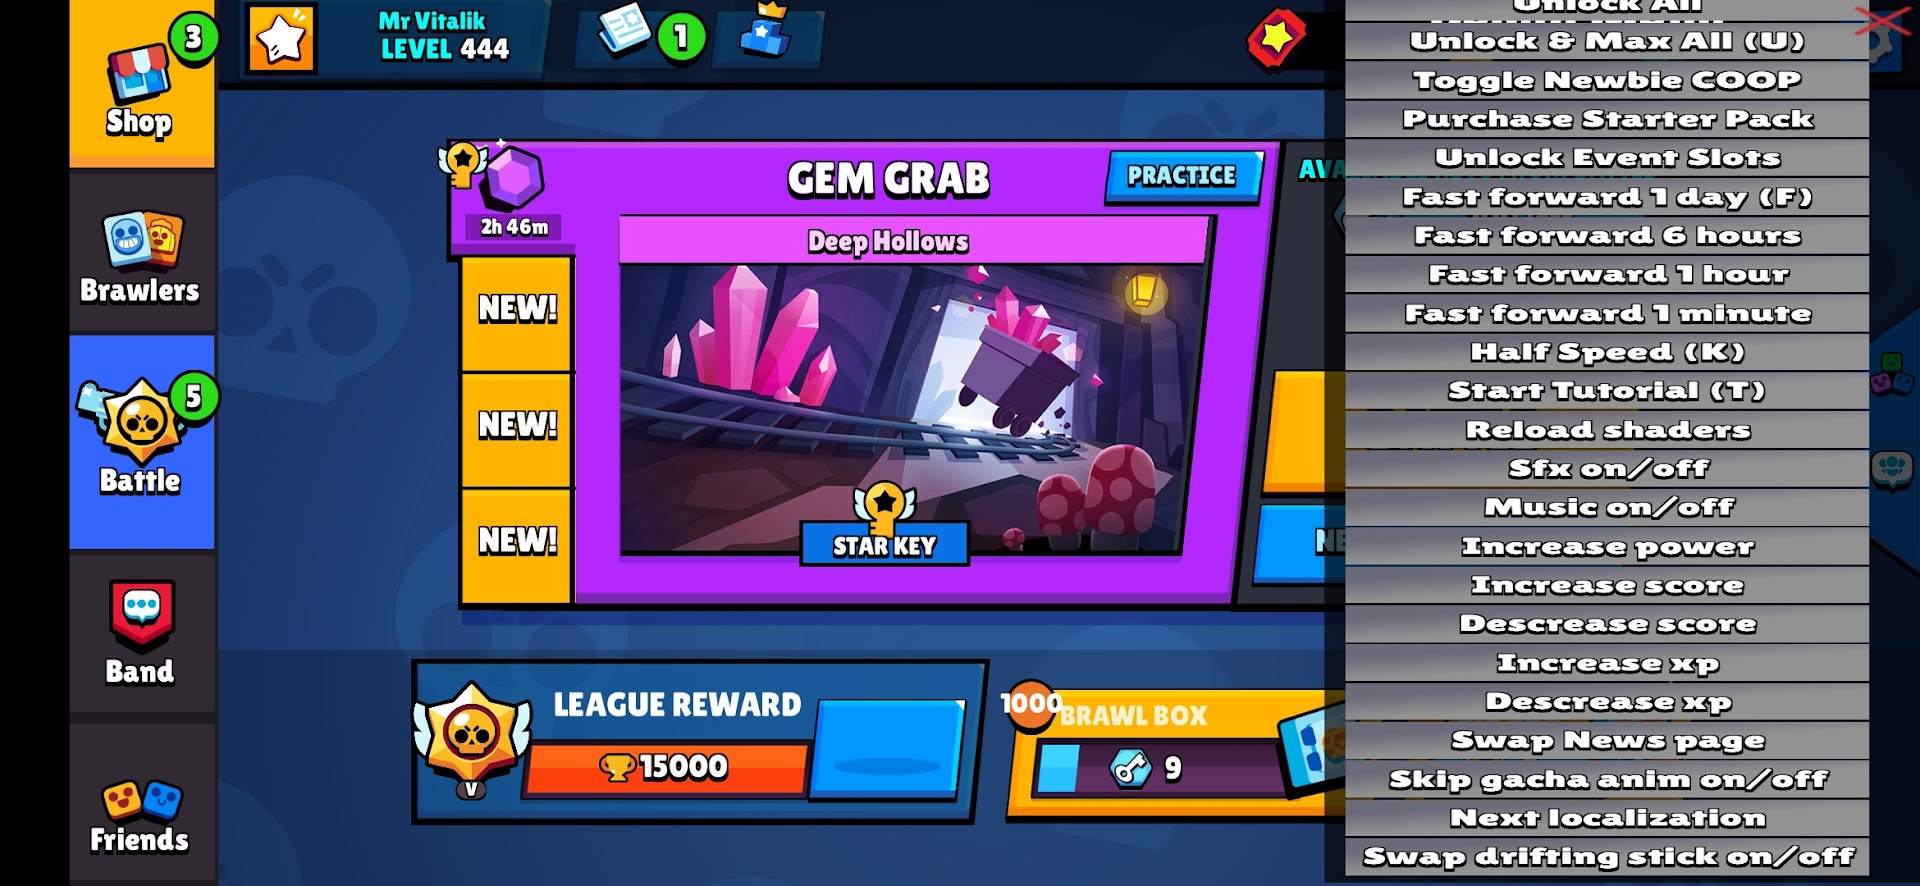 3
Shop
Brawlers
5
Battle
Band
Friends
Mr Vitalik
LEVEL 444
1
2h 46m
GEM GRAB
PRACTICE
Deep Hollows
NEW!
NEW!
NEW!
STAR KEY
AVA
NE
LEAGUE REWARD
15000
V
1000
BRAWL BOX
9
Unlock All
Unlock & Max All (U)
Toggle Newbie COOP
Purchase Starter Pack
Unlock Event Slots
Fast forward 1 day (F)
Fast forward 6 hours
Fast forward 1 hour
Fast forward 1 minute
Half Speed (K)
Start Tutorial (T)
Reload shaders
Sfx on/off
Music on/off
Increase power
Increase score
Descrease score
Increase xp
Descrease xp
Swap News page
Skip gacha anim on/off
Next localization
Swap drifting stick on/off